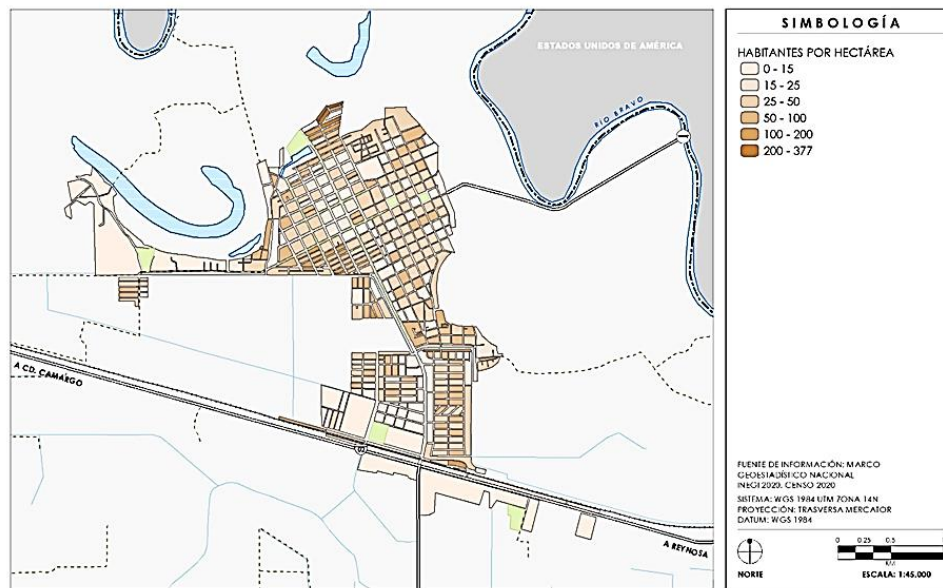 ESTADOS UNIDOS DE AMÉRICA
RIO BRAVO
A CD. CAMARGO
A REYNOSA
SIMBOLOGÍA
HABITANTES POR HECTÁREA
0 - 15
15 - 25
25 - 50
50 - 100
100 - 200
200 - 377
FUENTE DE INFORMACIÓN: MARCO
GEOESTADÍSTICO NACIONAL
INEGI 2020. CENSO 2020
SISTEMA: WGS 1984 UTM ZONA 14N
PROYECCIÓN: TRASVERSA MERCATOR
DATUM: WGS 1984
NORTE
0 0.25 0.5
KM
ESCALA: 1:45,000